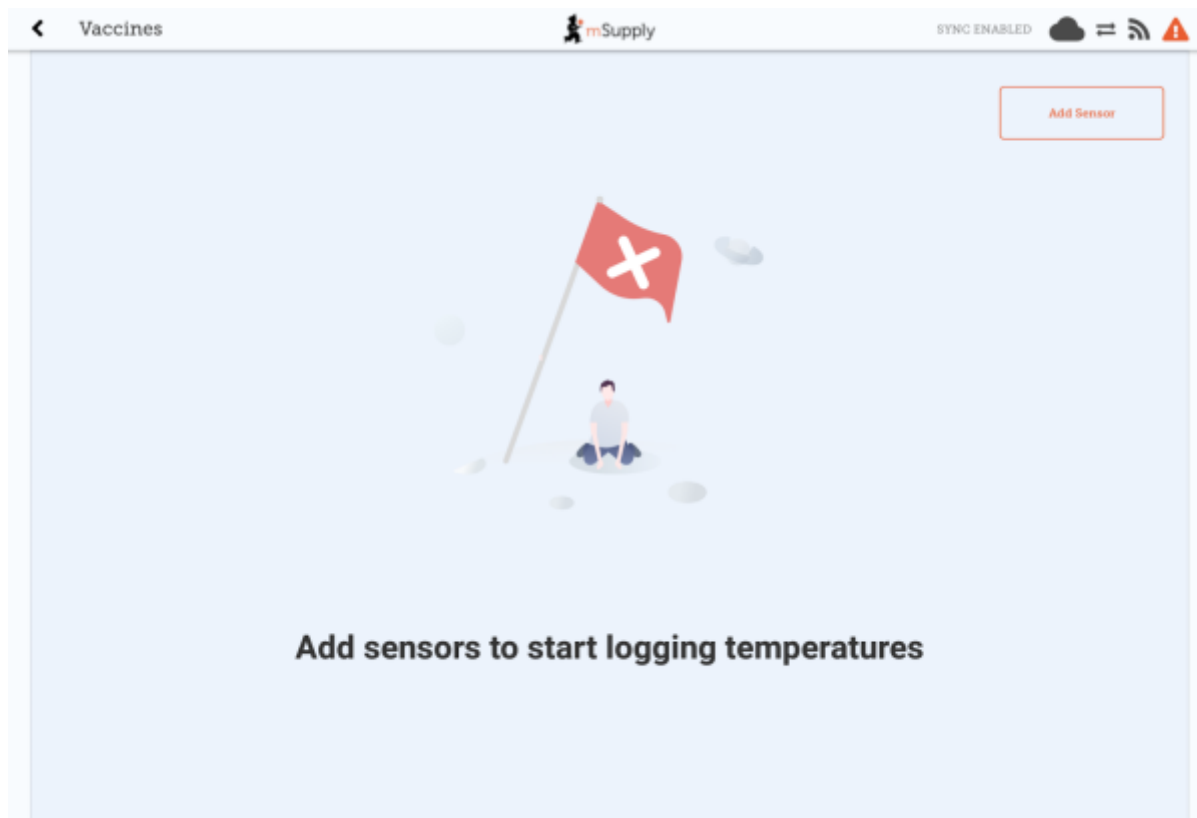 Vaccines
mSupply
SYNC ENABLED
Add Sensor
Add sensors to start logging temperatures